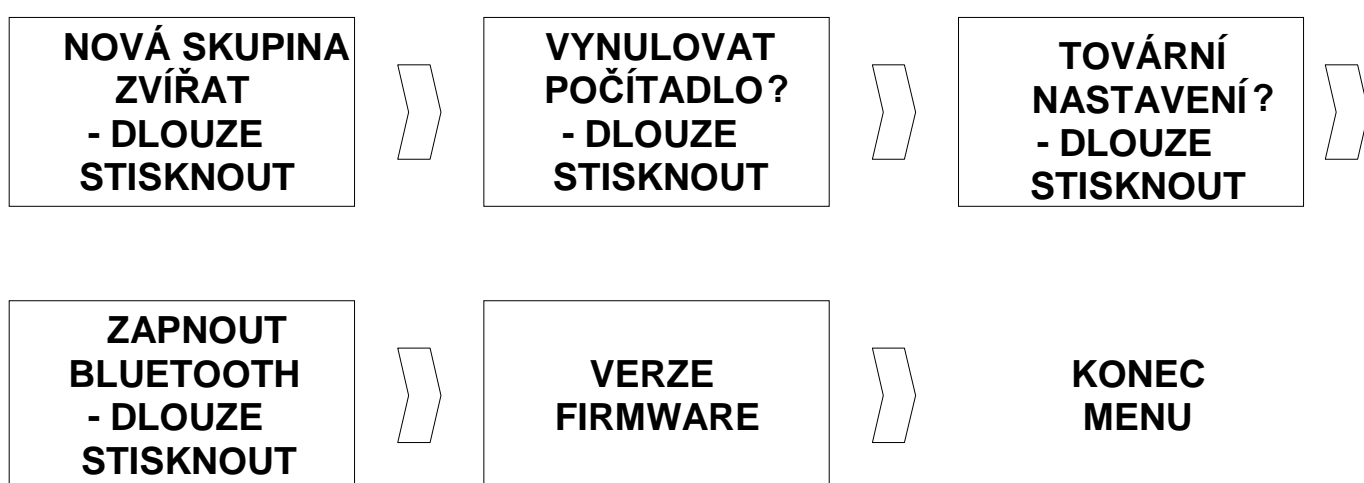 NOVÁ SKUPINA
ZVÍŘAT
- DLOUZE
STISKNOUT
VYNULOVAT
POČÍTADLO?
- DLOUZE
STISKNOUT
TOVÁRNÍ
NASTAVENÍ?
- DLOUZE
STISKNOUT
ZAPNOUT
BLUETOOTH
- DLOUZE
STISKNOUT
VERZE
FIRMWARE
KONEC
MENU